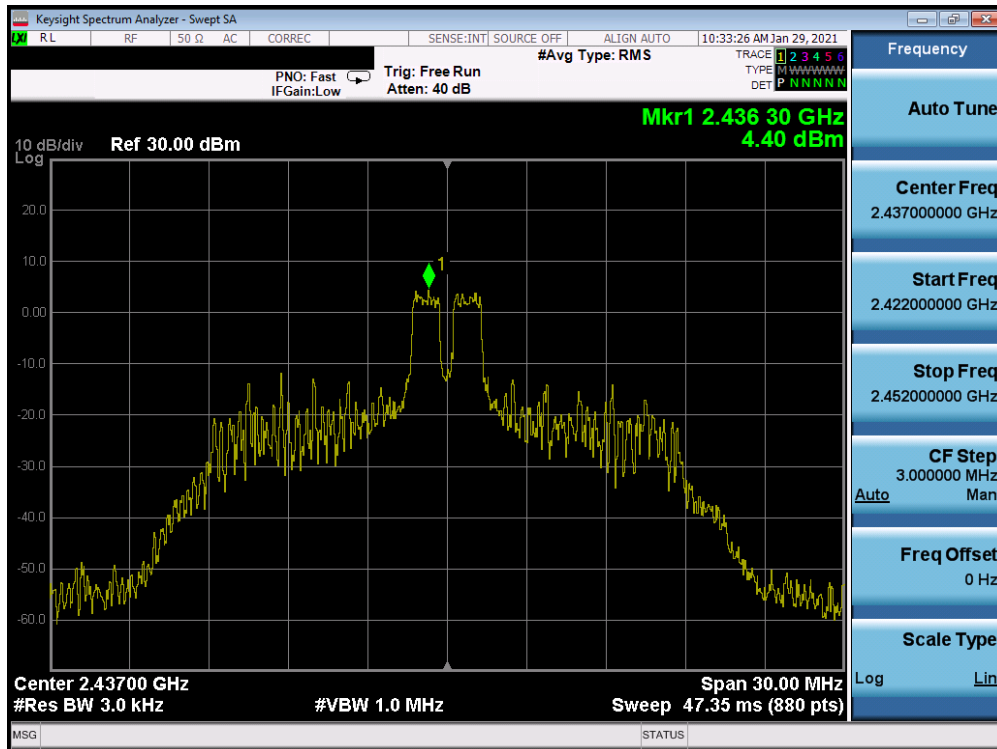 Keysight Spectrum Analyzer - Swept SA
LXI RL RF 50 Ω AC CORREC SENSE:INT SOURCE OFF ALIGN AUTO 10:33:26 AM Jan 29, 2021
#Avg Type: RMS TRACE 1 2 3 4 5 6
PNO: Fast Trig: Free Run TYPE M W W W W W
IFGain:Low Atten: 40 dB DET P N N N N N
Mkr1 2.436 30 GHz
4.40 dBm
10 dB/div Ref 30.00 dBm
Log
20.0
10.0
1
0.00
-10.0
-20.0
-30.0
-40.0
-50.0
-60.0
Center 2.43700 GHz Span 30.00 MHz
#Res BW 3.0 kHz #VBW 1.0 MHz Sweep 47.35 ms (880 pts)
MSG STATUS
Frequency
Auto Tune
Center Freq
2.437000000 GHz
Start Freq
2.422000000 GHz
Stop Freq
2.452000000 GHz
CF Step
3.000000 MHz
Auto Man
Freq Offset
0 Hz
Scale Type
Log Lin